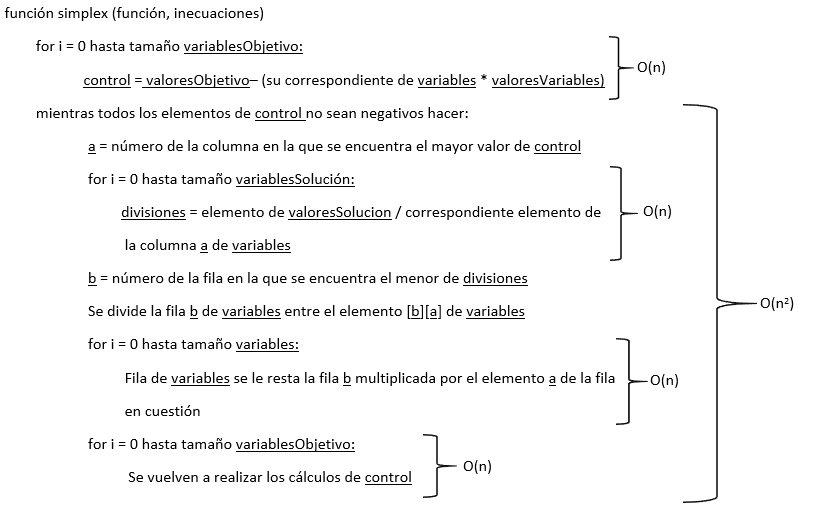 función simplex (función, inecuaciones)
for i = 0 hasta tamaño variablesObjetivo:
control = valoresObjetivo– (su correspondiente de variables * valoresVariables)
O(n)
mientras todos los elementos de control no sean negativos hacer:
a = número de la columna en la que se encuentra el mayor valor de control
for i = 0 hasta tamaño variablesSolución:
divisiones = elemento de valoresSolucion / correspondiente elemento de
la columna a de variables
O(n)
b = número de la fila en la que se encuentra el menor de divisiones
Se divide la fila b de variables entre el elemento [b][a] de variables
O(n²)
for i = 0 hasta tamaño variables:
Fila de variables se le resta la fila b multiplicada por el elemento a de la fila
en cuestión
O(n)
for i = 0 hasta tamaño variablesObjetivo:
Se vuelven a realizar los cálculos de control
O(n)